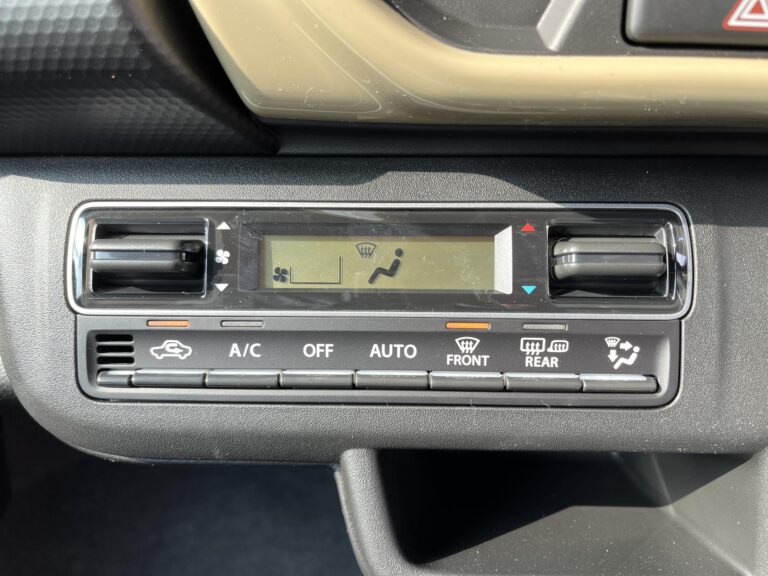 A/C OFF AUTO FRONT REAR